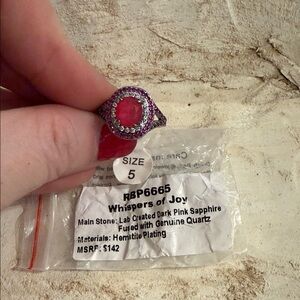 SIZE
5
RBP6665
Whispers of Joy
Main Stone: Lab Created Dark Pink Sapphire
Fused with Genuine Quartz
Materials: Hematite Plating
MSRP: $142